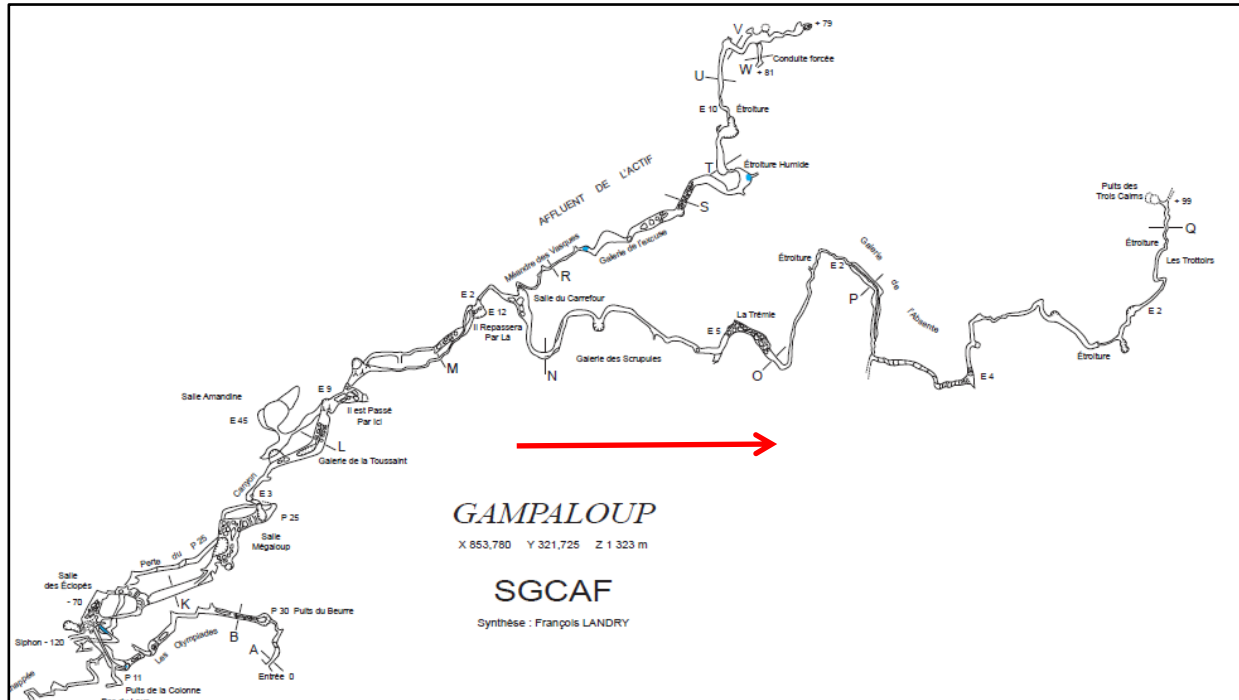 V
+ 79
W
+ 81
Conduite forcée
U
E 10
Étroiture
T
Étroiture Humide
AFFLUENT DE L'ACTIF
S
Puits des
Trois Cairns
+ 99
Q
Étroiture
Les Trottoirs
Méandre des Vasques
Galerie de l'excuse
R
Étroiture
E 2
Galerie
de
l'Absente
P
E 2
E 12
Salle du Carrefour
Il Repassera
Par Là
La Trémie
E 5
E 2
M
N
Galerie des Scrupules
O
Étroiture
E 4
Salle Amandine
E 9
E 45
Il est Passé
Par Ici
L
Galerie de la Toussaint
Canyon
E 3
P 25
Salle
Mégaloup
Perte du P 25
Salle
des Éclopés
- 70
K
Siphon - 120
Les Olympiades
B
P 30 Puits du Beurre
A
Entrée 0
P 11
Puits de la Colonne
GAMPALOUP
X 853,780 Y 321,725 Z 1 323 m
SGCAF
Synthèse : François LANDRY